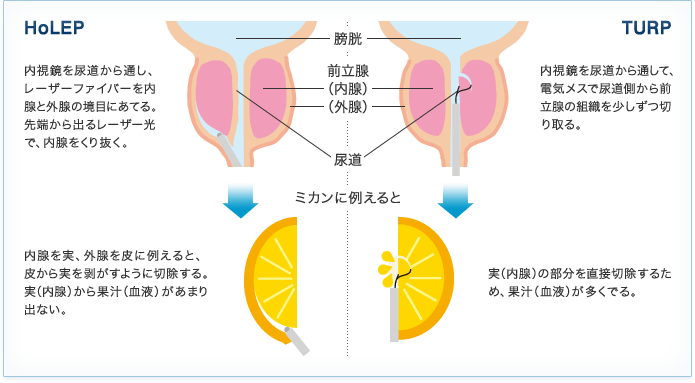 HoLEP
TURP
内視鏡を尿道から通し、
レーザーファイバーを内
腺と外腺の境目にあてる。
先端から出るレーザー光
で、内腺をくり抜く。
膀胱
前立腺
（内腺）
（外腺）
尿道
内視鏡を尿道から通して、
電気メスで尿道側から前
立腺の組織を少しずつ切
り取る。
ミカンに例えると
内腺を実、外腺を皮に例えると、
皮から実を剥がすように切除する。
実（内腺）から果汁（血液）があまり
出ない。
実（内腺）の部分を直接切除するた
め、果汁（血液）が多くでる。